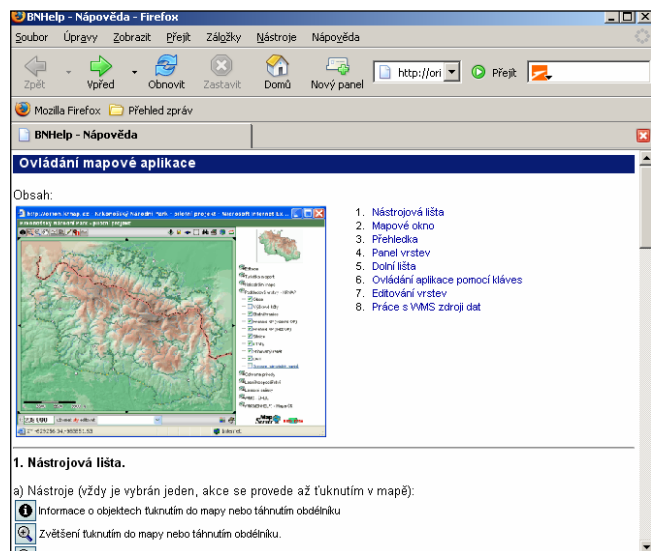 BNHelp - Nápověda - Firefox
Soubor Úpravy Zobrazit Přejít Záložky Nástroje Nápověda
Zpět Vpřed Obnovit Zastavit Domů Nový panel http://ori Přejít
Mozilla Firefox Přehled zpráv
BNHelp - Nápověda
Ovládání mapové aplikace
Obsah:
1. Nástrojová lišta
2. Mapové okno
3. Přehledka
4. Panel vrstev
5. Dolní lišta
6. Ovládání aplikace pomocí kláves
7. Editování vrstev
8. Práce s WMS zdroji dat
1. Nástrojová lišta.
a) Nástroje (vždy je vybrán jeden, akce se provede až ťuknutím v mapě):
Informace o objektech ťuknutím do mapy nebo táhnutím obdélníku
Zvětšení ťuknutím do mapy nebo táhnutím obdélníku.